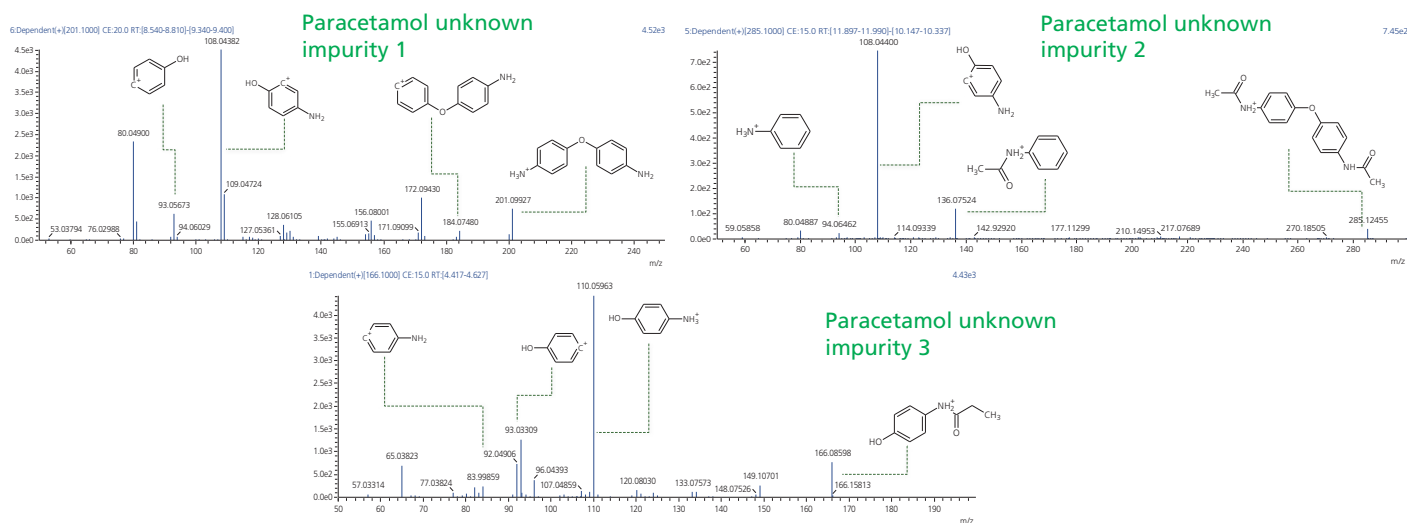 6:Dependent(+)[201.1000] CE:20.0 RT:[8.540-8.810]-[9.340-9.400]
4.52e3
Paracetamol unknown
impurity 1
4.5e3
4.0e3
3.5e3
3.0e3
2.5e3
2.0e3
1.5e3
1.0e3
5.0e2
0.0e0
108.04382
80.04900
109.04724
93.05673
94.06029
53.03794
76.02988
128.06105
127.05361
156.08001
155.06913
172.09430
171.09099
184.07480
201.09927
OH
C+
HO
C+
NH2
C+
O
NH2
H3N+
O
NH2
60 80 100 120 140 160 180 200 220 240
m/z
5:Dependent(+)[285.1000] CE:15.0 RT:[11.897-11.990]-[10.147-10.337]
7.45e2
Paracetamol unknown
impurity 2
7.0e2
6.0e2
5.0e2
4.0e2
3.0e2
2.0e2
1.0e2
0.0e0
108.04400
59.05858
80.04887
94.06462
114.09339
136.07524
142.92920
177.11299
210.14953
217.07689
270.18505
285.12455
H3N+
HO
C+
NH2
H3C
NH2+
O
O
H3C
NH2+
O
NH
O
CH3
60 80 100 120 140 160 180 200 220 240 260 280
m/z
1:Dependent(+)[166.1000] CE:15.0 RT:[4.417-4.627]
4.43e3
Paracetamol unknown
impurity 3
4.0e3
3.5e3
3.0e3
2.5e3
2.0e3
1.5e3
1.0e3
5.0e2
0.0e0
110.05963
93.03309
92.04906
65.03823
57.03314
77.03824
83.99859
96.04393
107.04859
120.08030
133.07573
148.07526
149.10701
166.08598
166.15813
C+
NH2
HO
C+
HO
NH3+
HO
NH2+
O
CH3
50 60 70 80 90 100 110 120 130 140 150 160 170 180 190
m/z